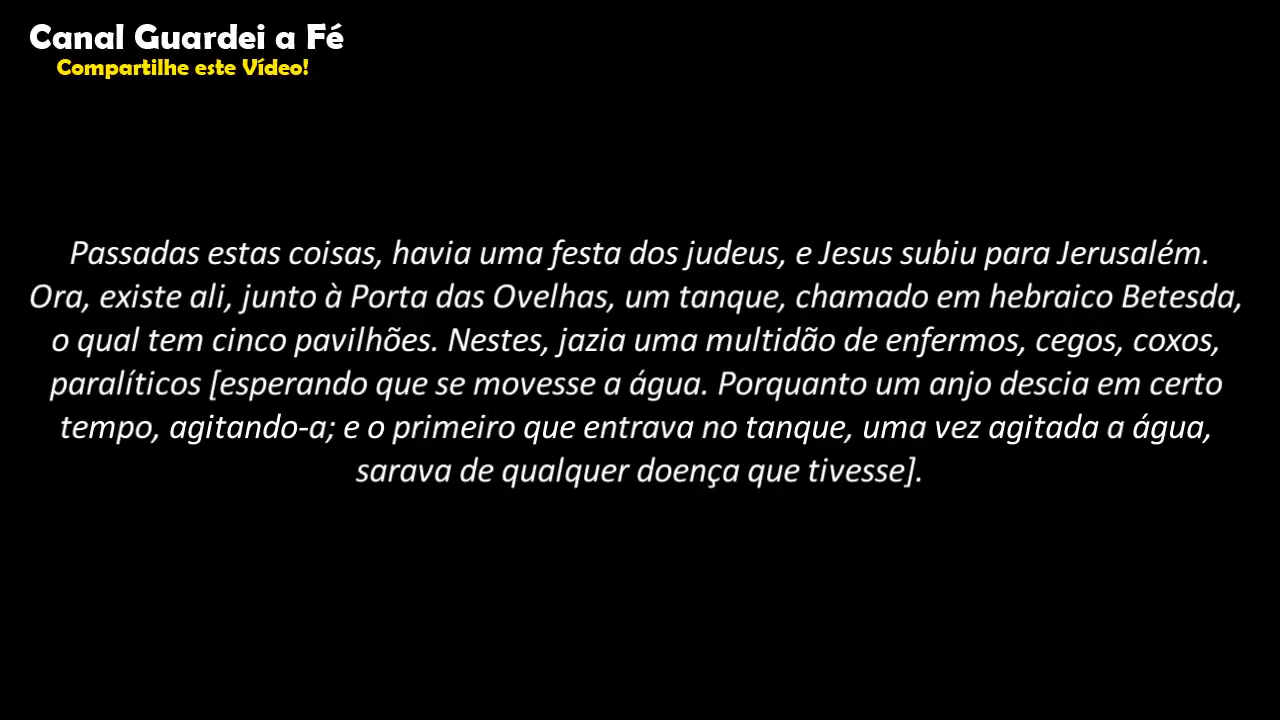 Canal Guardei a Fé
Compartilhe este Vídeo!
Passadas estas coisas, havia uma festa dos judeus, e Jesus subiu para Jerusalém.
Ora, existe ali, junto à Porta das Ovelhas, um tanque, chamado em hebraico Betesda,
o qual tem cinco pavilhões. Nestes, jazia uma multidão de enfermos, cegos, coxos,
paralíticos [esperando que se movesse a água. Porquanto um anjo descia em certo
tempo, agitando-a; e o primeiro que entrava no tanque, uma vez agitada a água,
sarava de qualquer doença que tivesse].